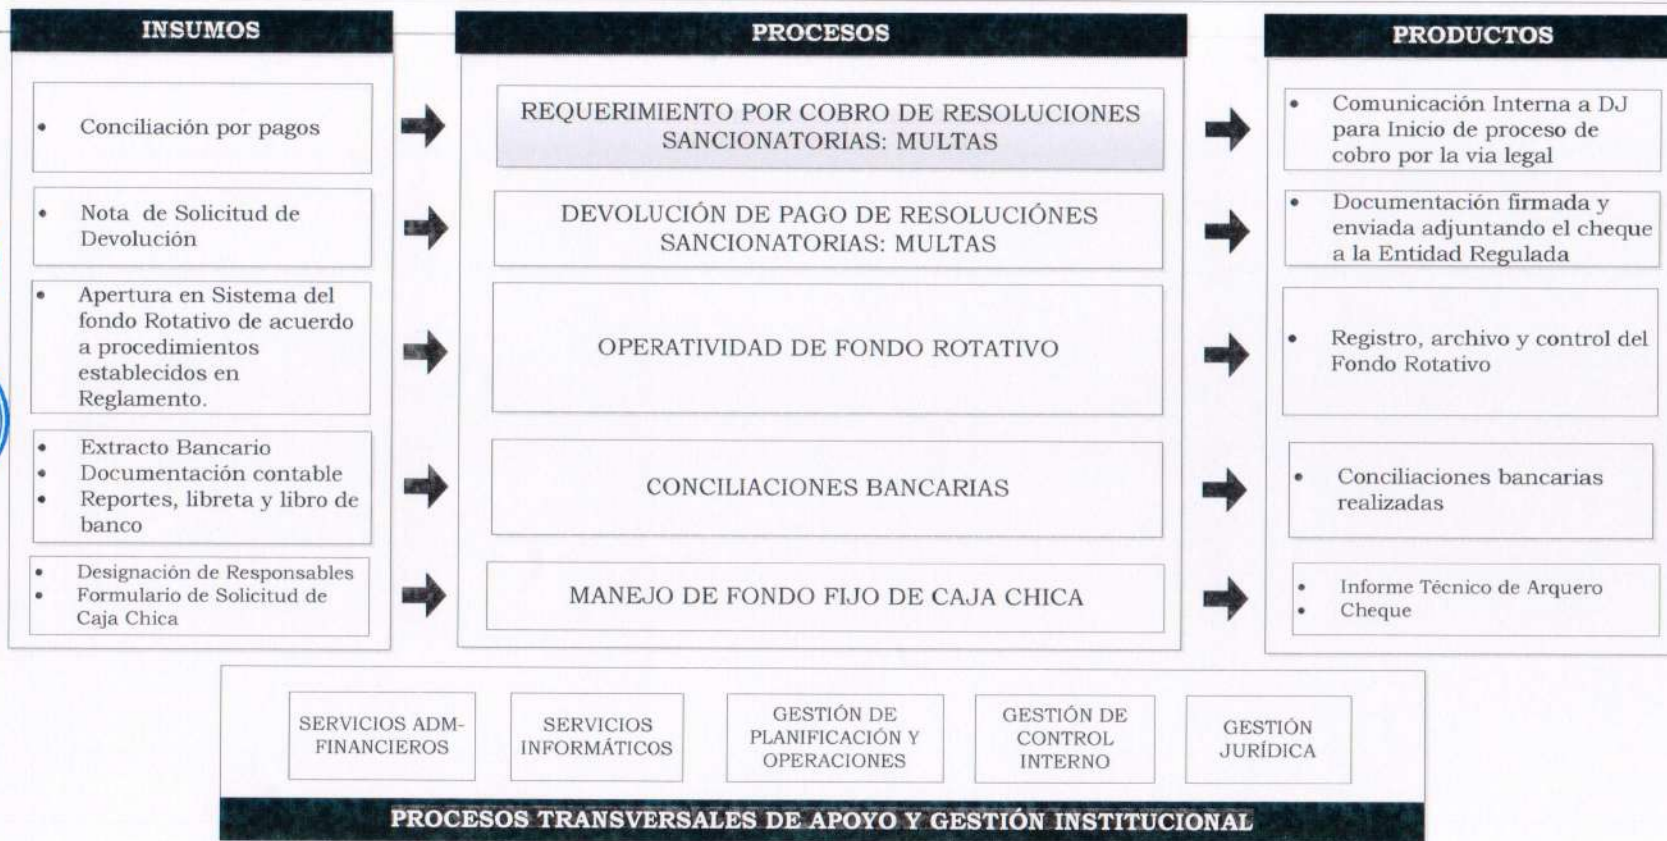 INSUMOS
PROCESOS
PRODUCTOS
• Conciliación por pagos
REQUERIMIENTO POR COBRO DE RESOLUCIONES
SANCIONATORIAS: MULTAS
• Comunicación Interna a DJ
para Inicio de proceso de
cobro por la via legal
• Nota de Solicitud de
Devolución
DEVOLUCIÓN DE PAGO DE RESOLUCIÓNES
SANCIONATORIAS: MULTAS
• Documentación firmada y
enviada adjuntando el cheque
a la Entidad Regulada
• Apertura en Sistema del
fondo Rotativo de acuerdo
a procedimientos
establecidos en
Reglamento.
OPERATIVIDAD DE FONDO ROTATIVO
• Registro, archivo y control del
Fondo Rotativo
• Extracto Bancario
• Documentación contable
• Reportes, libreta y libro de
banco
CONCILIACIONES BANCARIAS
• Conciliaciones bancarias
realizadas
• Designación de Responsables
• Formulario de Solicitud de
Caja Chica
MANEJO DE FONDO FIJO DE CAJA CHICA
• Informe Técnico de Arquero
• Cheque
SERVICIOS ADM-
FINANCIEROS
SERVICIOS
INFORMÁTICOS
GESTIÓN DE
PLANIFICACIÓN Y
OPERACIONES
GESTIÓN DE
CONTROL
INTERNO
GESTIÓN
JURÍDICA
PROCESOS TRANSVERSALES DE APOYO Y GESTIÓN INSTITUCIONAL